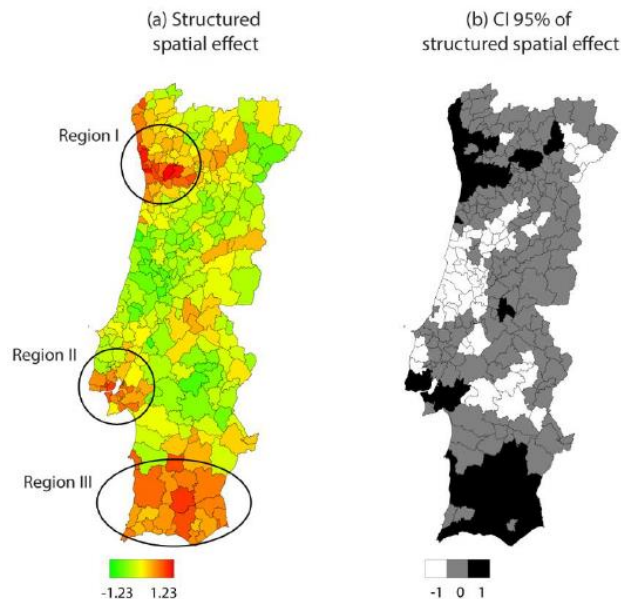 (a) Structured
spatial effect
(b) CI 95% of
structured spatial effect
Region I
Region II
Region III
-1.23 1.23
-1 0 1